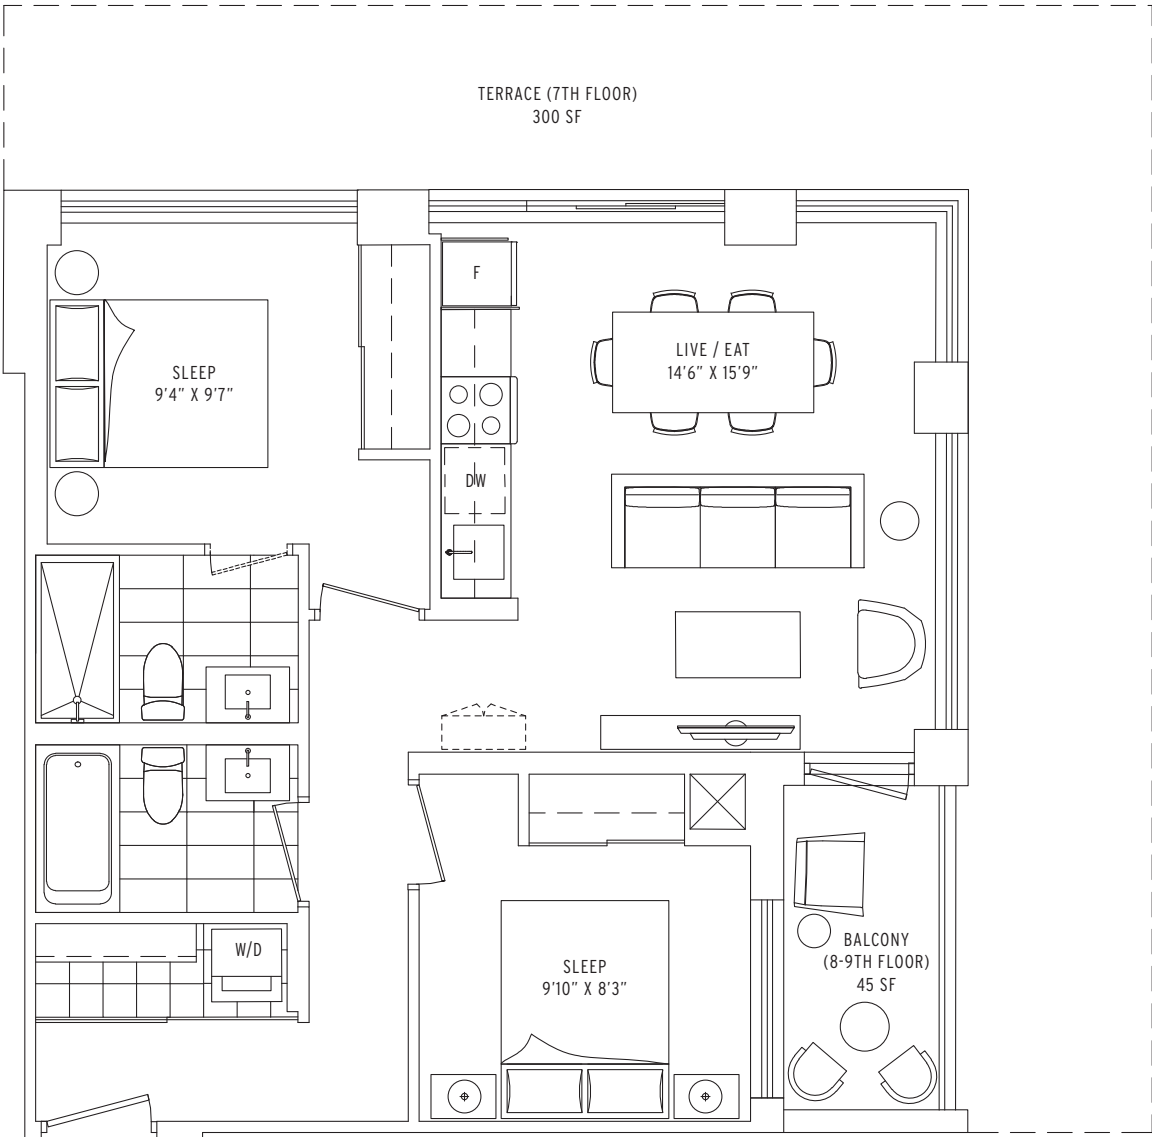 TERRACE (7TH FLOOR)
300 SF
F
SLEEP
9'4" X 9'7"
LIVE / EAT
14'6" X 15'9"
DW
W/D
SLEEP
9'10" X 8'3"
BALCONY
(8-9TH FLOOR)
45 SF